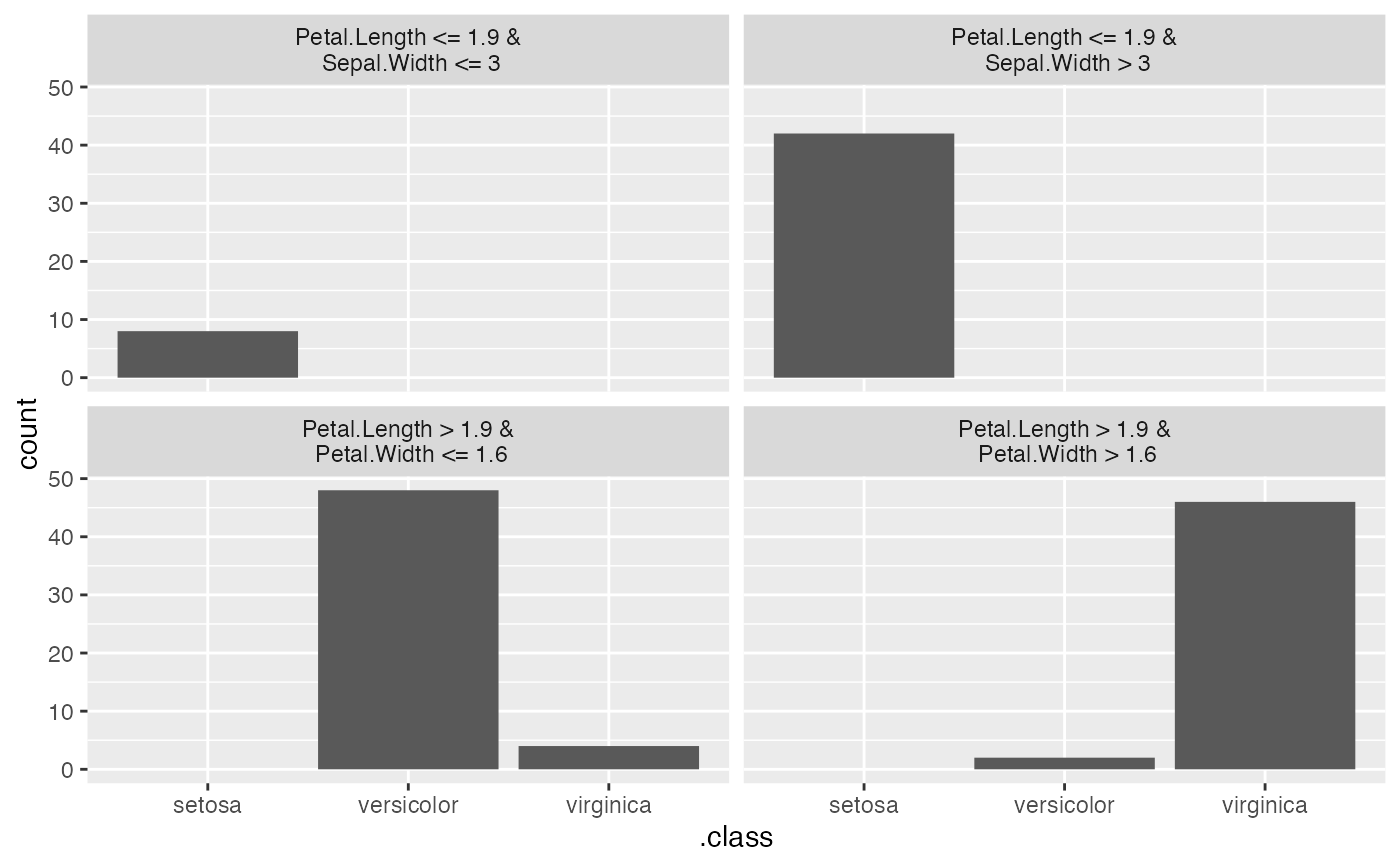 Petal.Length <= 1.9 &
Sepal.Width <= 3
Petal.Length <= 1.9 &
Sepal.Width > 3
50
40
30
20
10
0
Petal.Length > 1.9 &
Petal.Width <= 1.6
Petal.Length > 1.9 &
Petal.Width > 1.6
50
40
30
20
10
0
count
setosa versicolor virginica setosa versicolor virginica
.class